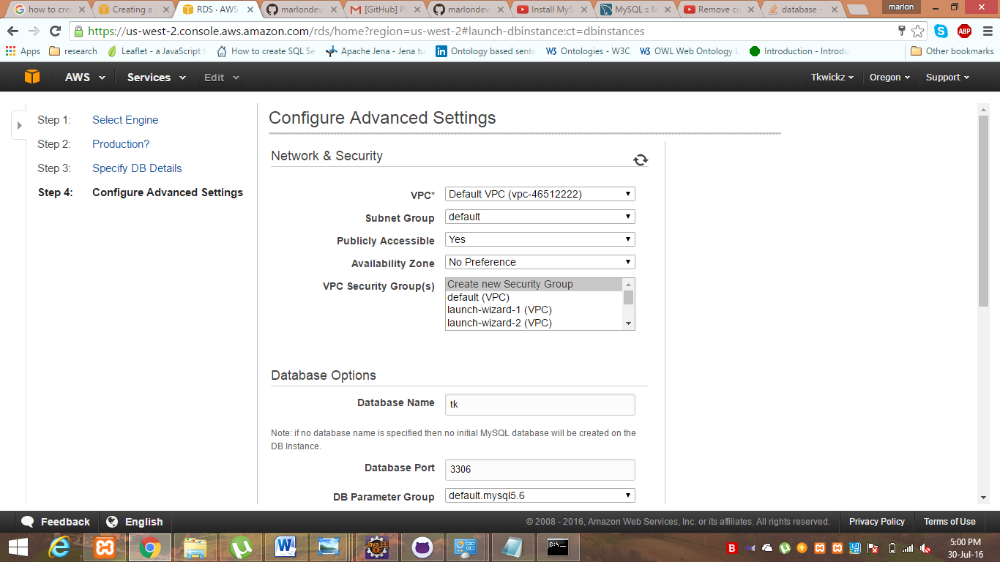 how to cre
Creating a
RDS · AWS
marlondev
[GitHub] Pl
marlondev
Install MyS
MySQL :: M
Remove cu
database -
marlon
https://us-west-2.console.aws.amazon.com/rds/home?region=us-west-2#launch-dbinstance:ct=dbinstances
ABP
Apps
research
Leaflet - a JavaScript
How to create SQL Se
Apache Jena - Jena tu
Ontology based senti
W3 Ontologies - W3C
W3 OWL Web Ontology
Introduction - Introdu
Other bookmarks
AWS
Services
Edit
Tkwickz
Oregon
Support
Step 1: Select Engine
Step 2: Production?
Step 3: Specify DB Details
Step 4: Configure Advanced Settings
Configure Advanced Settings
Network & Security
VPC* Default VPC (vpc-46512222)
Subnet Group default
Publicly Accessible Yes
Availability Zone No Preference
VPC Security Group(s) Create new Security Group
default (VPC)
launch-wizard-1 (VPC)
launch-wizard-2 (VPC)
Database Options
Database Name tk
Note: if no database name is specified then no initial MySQL database will be created on the
DB Instance.
Database Port 3306
DB Parameter Group default.mysql5.6
Feedback
English
© 2008 - 2016, Amazon Web Services, Inc. or its affiliates. All rights reserved.
Privacy Policy
Terms of Use
Java EE
IDE
C:\_
B
5:00 PM
30-Jul-16